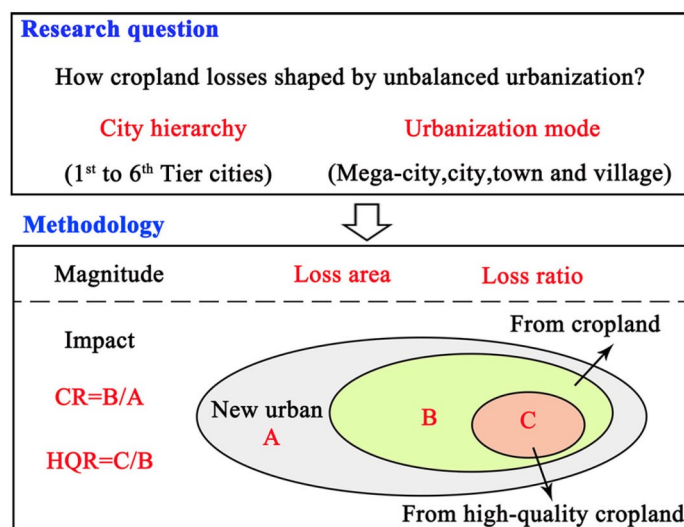 Research question
How cropland losses shaped by unbalanced urbanization?
City hierarchy Urbanization mode
(1st to 6th Tier cities) (Mega-city,city,town and village)
Methodology
Magnitude Loss area Loss ratio
From cropland
Impact
CR=B/A
New urban
A
B
C
HQR=C/B
From high-quality cropland